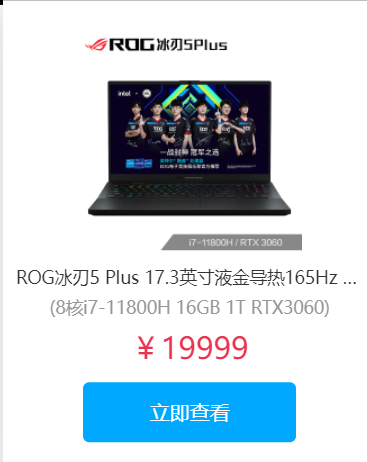 ROG冰刃5Plus
intel
一战封神 冠军之选
i7-11800H / RTX 3060
ROG冰刃5 Plus 17.3英寸液金导热165Hz ...
(8核i7-11800H 16GB 1T RTX3060)
￥19999
立即查看